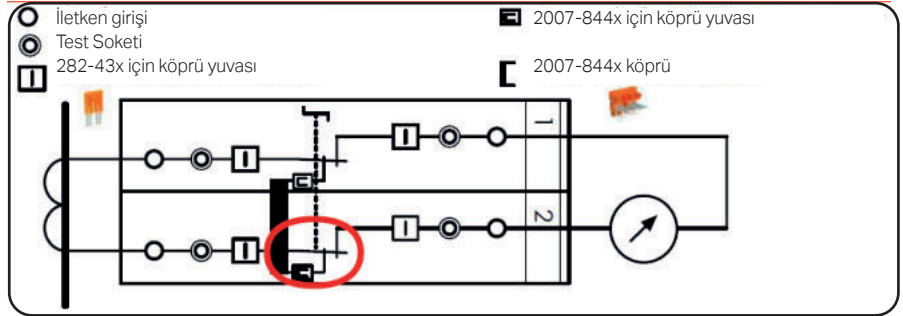 İletken girişi
2007-844x için köprü yuvası
Test Soketi
282-43x için köprü yuvası
2007-844x köprü
1
2